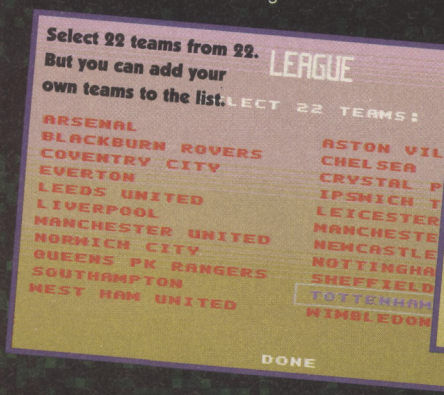 Select 22 teams from 22.
But you can add your
own teams to the list.
LEAGUE
LECT 22 TEAMS:
ARSENAL
BLACKBURN ROVERS
COVENTRY CITY
EVERTON
LEEDS UNITED
LIVERPOOL
MANCHESTER UNITED
NORWICH CITY
QUEENS PK RANGERS
SOUTHAMPTON
WEST HAM UNITED
ASTON VIL
CHELSEA
CRYSTAL P
IPSWICH T
LEICESTER
MANCHESTE
NEWCASTLE
NOTTINGHA
SHEFFIELD
TOTTENHAM
WIMBLEDON
DONE